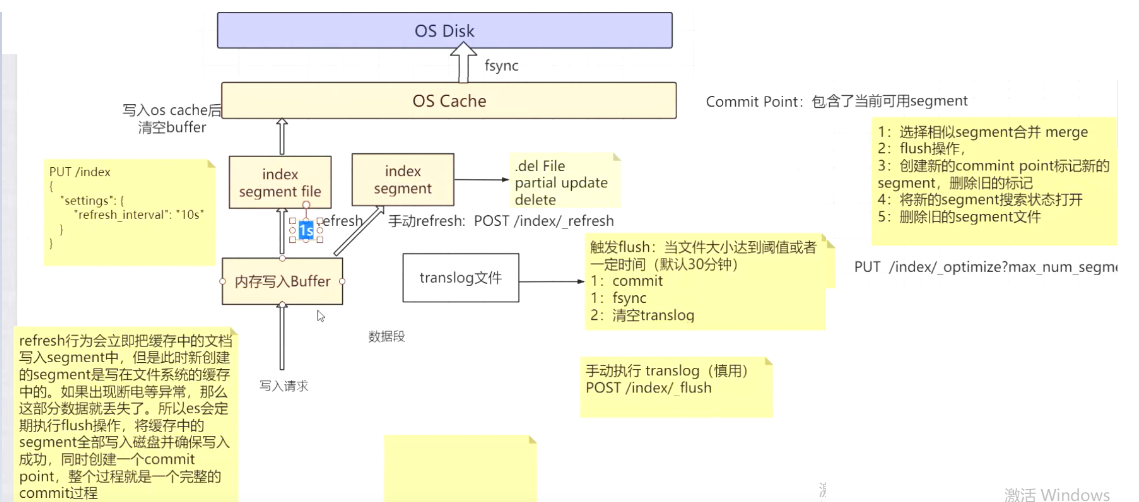 OS Disk
fsync
OS Cache
写入os cache后
清空buffer
Commit Point：包含了当前可用segment
1：选择相似segment合并 merge
2：flush操作，
3：创建新的commint point标记新的
segment，删除旧的标记
4：将新的segment搜索状态打开
5：删除旧的segment文件
PUT /index
{
"settings": {
"refresh_interval": "10s"
}
}
index
segment file
index
segment
.del File
partial update
delete
1s
refresh
手动refresh：POST /index/_refresh
内存写入Buffer
translog文件
触发flush：当文件大小达到阈值或者
一定时间（默认30分钟）
1：commit
1：fsync
2：清空translog
PUT /index/_optimize?max_num_segme
数据段
写入请求
refresh行为会立即把缓存中的文档
写入segment中，但是此时新创建
的segment是写在文件系统的缓存
中的。如果出现断电等异常，那么
这部分数据就丢失了。所以es会定
期执行flush操作，将缓存中的
segment全部写入磁盘并确保写入
成功，同时创建一个commit
point，整个过程就是一个完整的
commit过程
手动执行 translog（慎用）
POST /index/_flush
激活 Windows